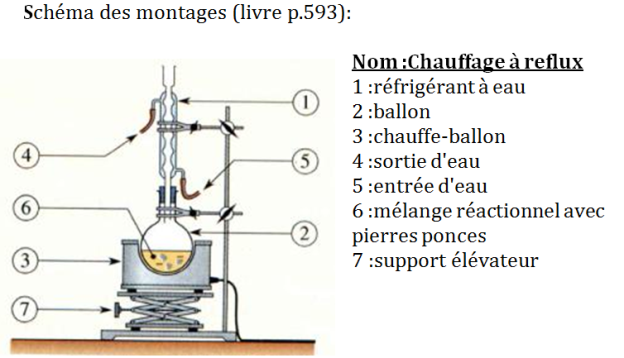 Schéma des montages (livre p.593):
Nom :Chauffage à reflux
1 :réfrigérant à eau
2 :ballon
3 :chauffe-ballon
4 :sortie d'eau
5 :entrée d'eau
6 :mélange réactionnel avec
pierres ponces
7 :support élévateur
1
4
5
6
2
3
7